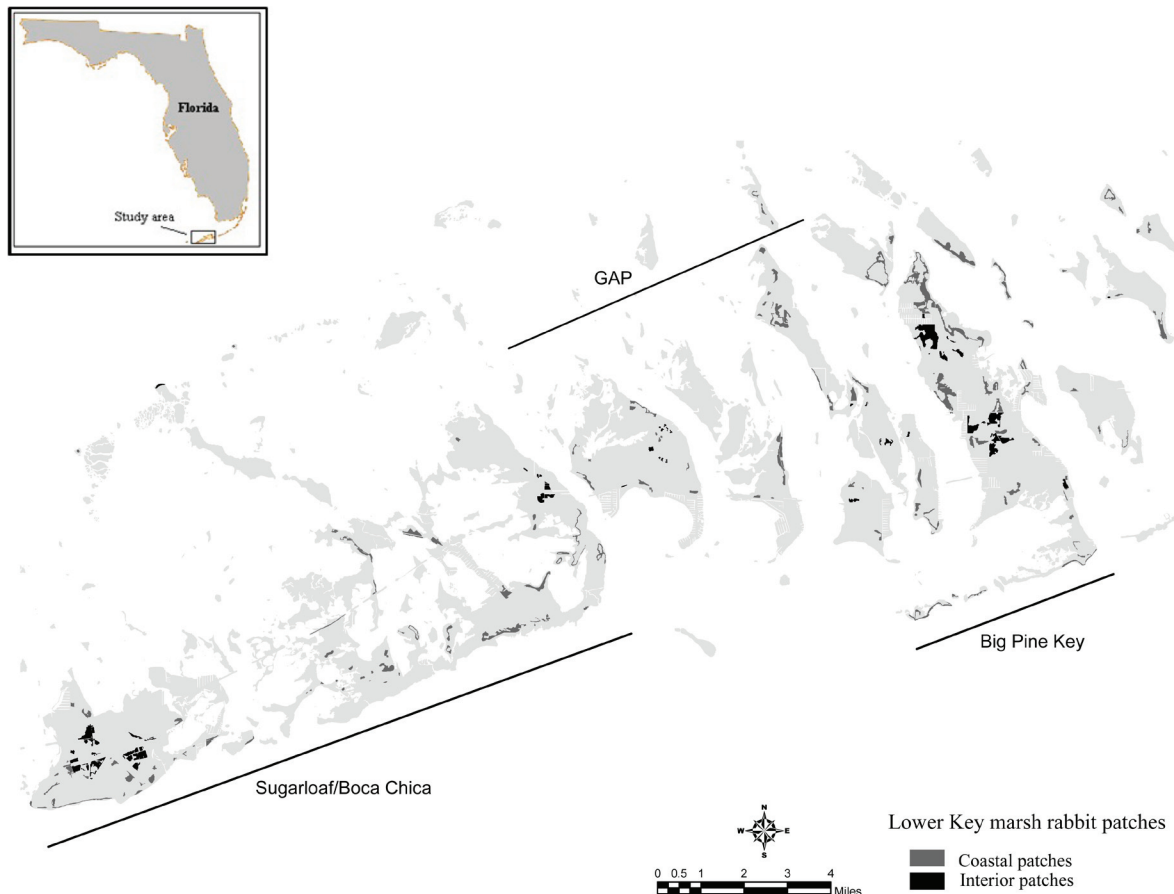 Florida
Study area
GAP
Big Pine Key
Sugarloaf/Boca Chica
N
W E
S
0 0.5 1 2 3 4
Miles
Lower Key marsh rabbit patches
Coastal patches
Interior patches